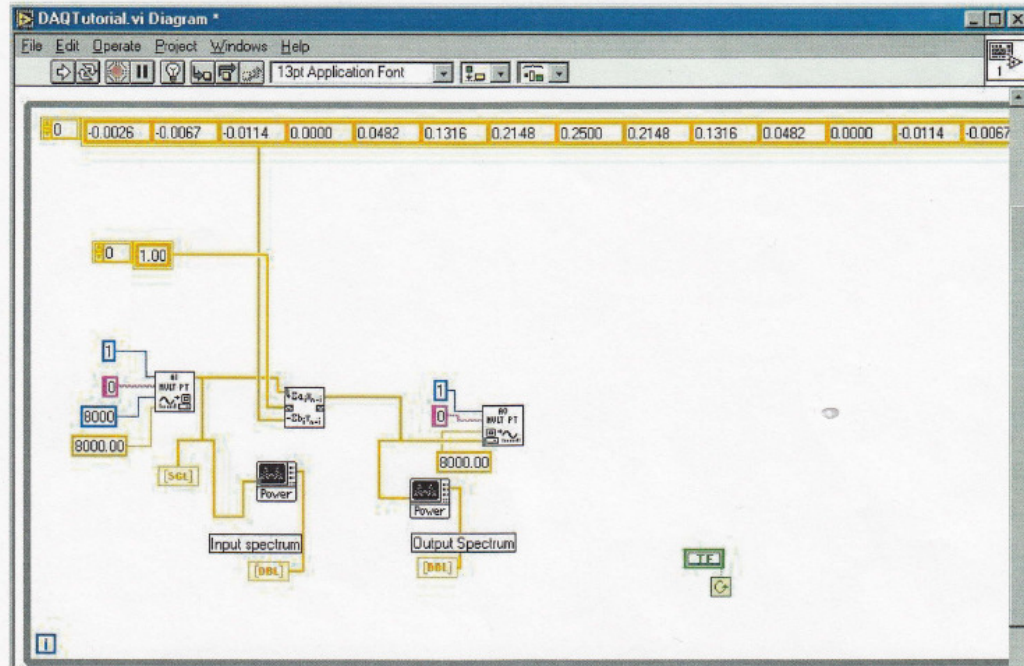 DAQTutorial.vi Diagram *
File Edit Operate Project Windows Help
13pt Application Font
1
0 -0.0026 -0.0067 -0.0114 0.0000 0.0482 0.1316 0.2148 0.2500 0.2148 0.1316 0.0482 0.0000 -0.0114 -0.0067
0 1.00
1
0
8000
8000.00
AI
MULT PT
1
0
AO
MULT PT
8000.00
[SGL]
Power
Power
Input spectrum
Output Spectrum
[DBL]
[DBL]
TF
i